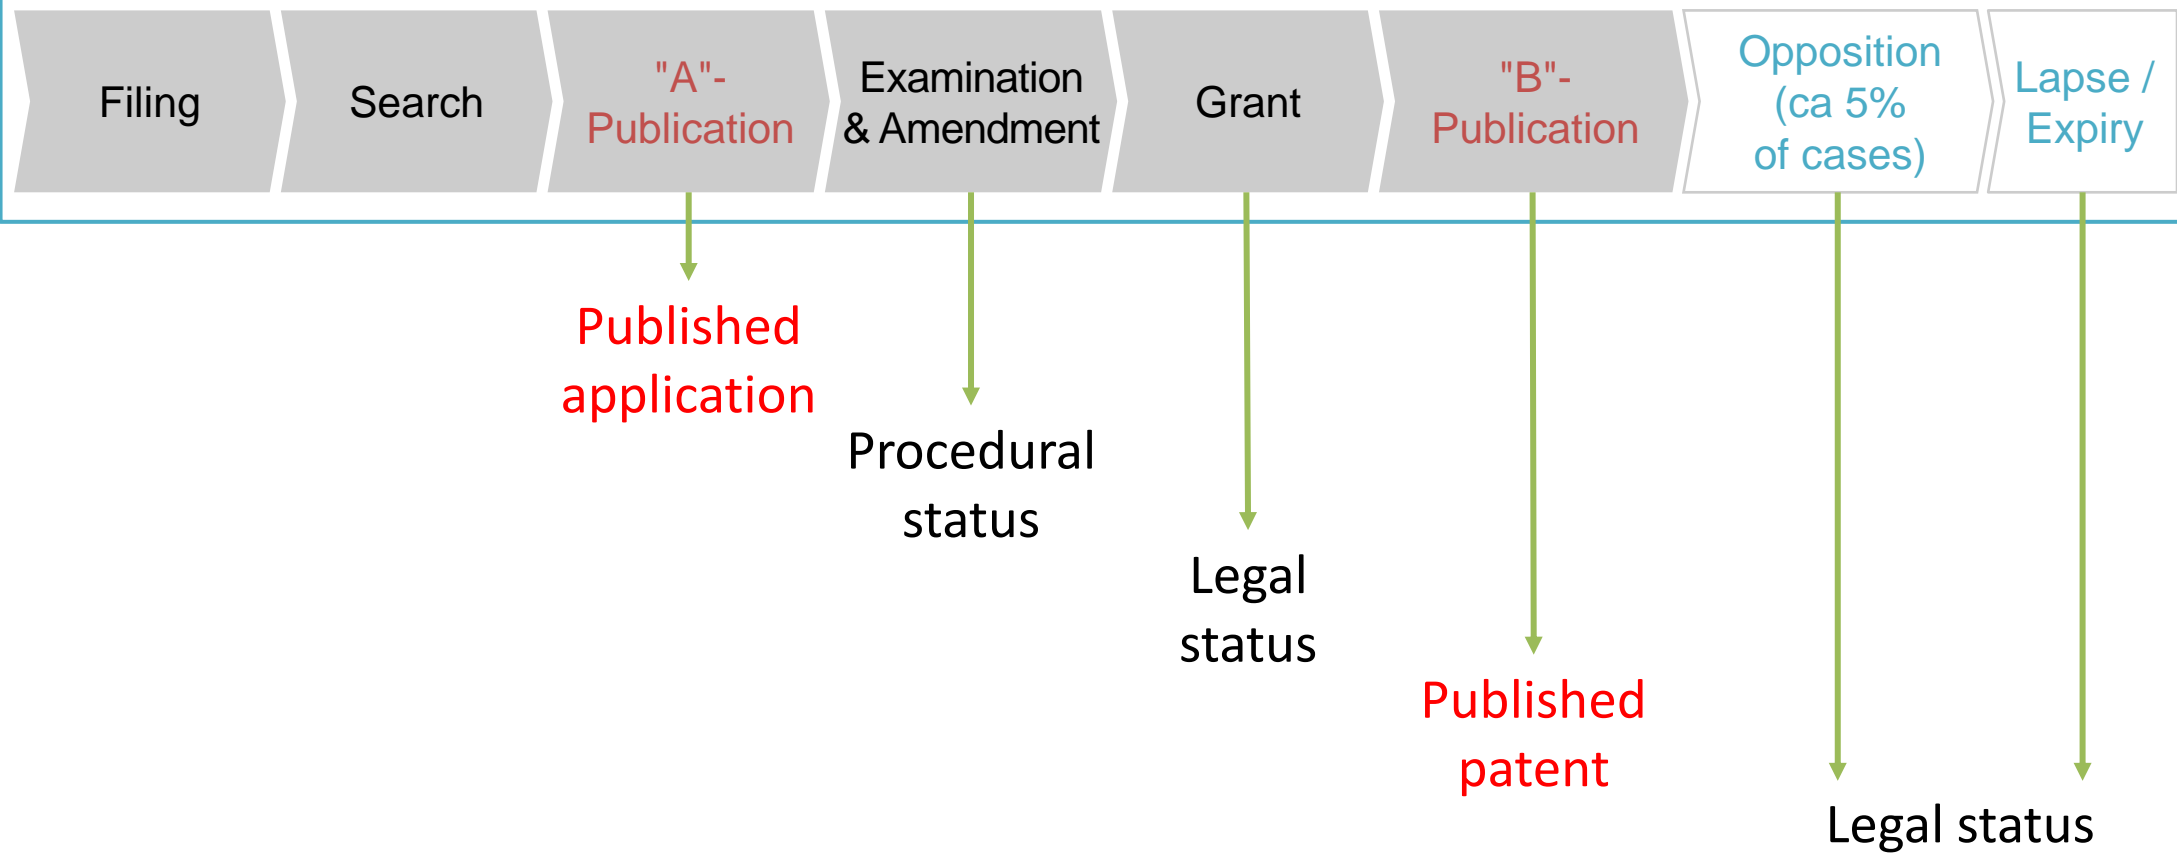 Filing
Search
"A"-
Publication
Examination
& Amendment
Grant
"B"-
Publication
Opposition
(ca 5%
of cases)
Lapse /
Expiry
Published
application
Procedural
status
Legal
status
Published
patent
Legal status